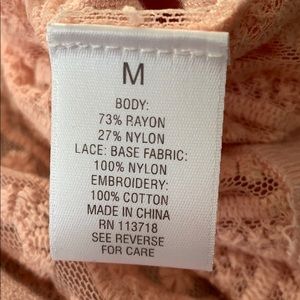 M
BODY:
73% RAYON
27% NYLON
LACE: BASE FABRIC:
100% NYLON
EMBROIDERY:
100% COTTON
MADE IN CHINA
RN 113718
SEE REVERSE
FOR CARE